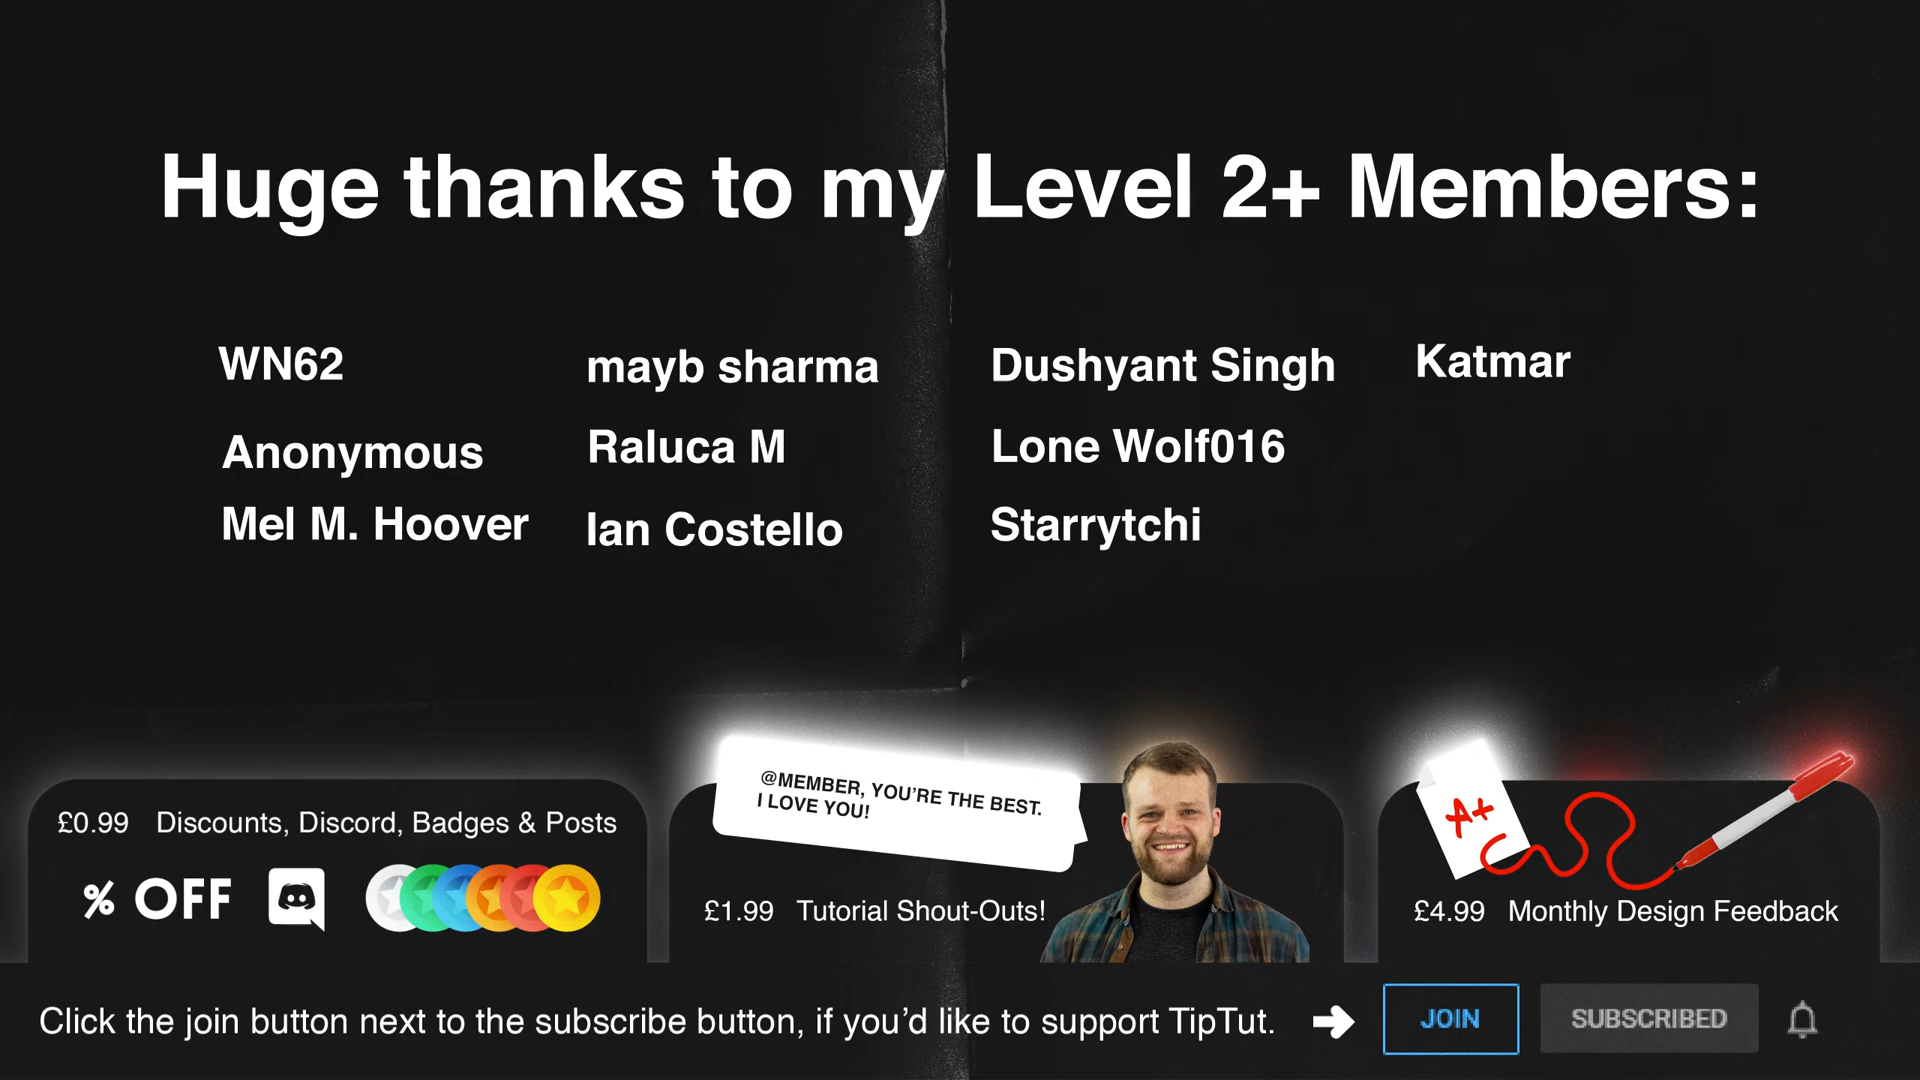 Huge thanks to my Level 2+ Members:
WN62
Anonymous
Mel M. Hoover
mayb sharma
Raluca M
Ian Costello
Dushyant Singh
Lone Wolf016
Starrytchi
Katmar
£0.99 Discounts, Discord, Badges & Posts
% OFF
@MEMBER, YOU'RE THE BEST.
I LOVE YOU!
£1.99 Tutorial Shout-Outs!
A+
£4.99 Monthly Design Feedback
Click the join button next to the subscribe button, if you'd like to support TipTut.
JOIN
SUBSCRIBED